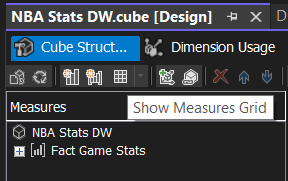 NBA Stats DW.cube [Design]
Cube Struct...
Dimension Usage
Measures
Show Measures Grid
NBA Stats DW
Fact Game Stats